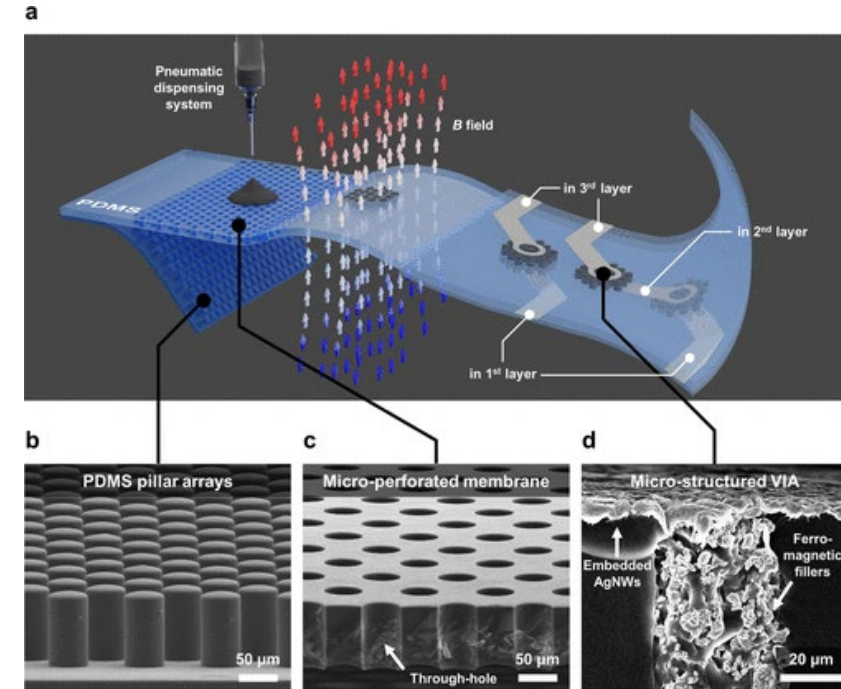 a
Pneumatic
dispensing
system
B field
PDMS
in 3rd layer
in 2nd layer
in 1st layer
b
PDMS pillar arrays
50 µm
c
Micro-perforated membrane
Through-hole
50 µm
d
Micro-structured VIA
Embedded
AgNWs
Ferro-
magnetic
fillers
20 µm